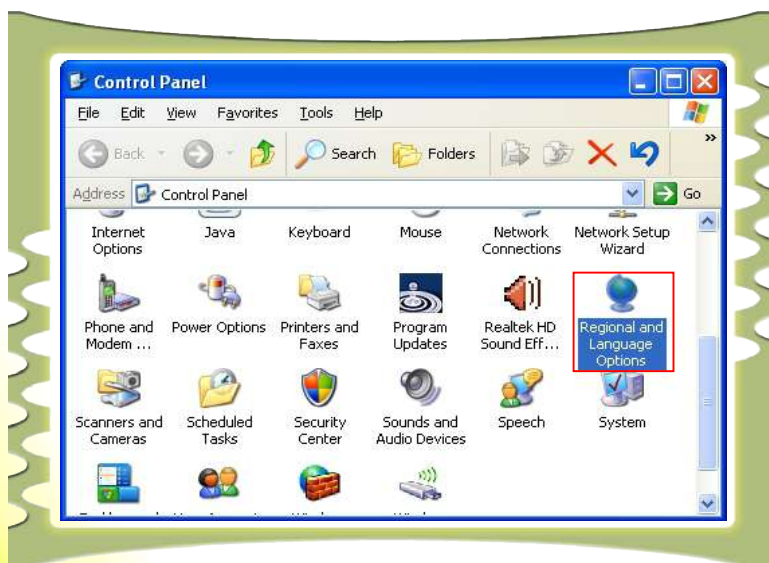 Control Panel
File Edit View Favorites Tools Help
Back Search Folders »
Address Control Panel Go
Internet Options
Java
Keyboard
Mouse
Network Connections
Network Setup Wizard
Phone and Modem ...
Power Options
Printers and Faxes
Program Updates
Realtek HD Sound Eff...
Regional and Language Options
Scanners and Cameras
Scheduled Tasks
Security Center
Sounds and Audio Devices
Speech
System